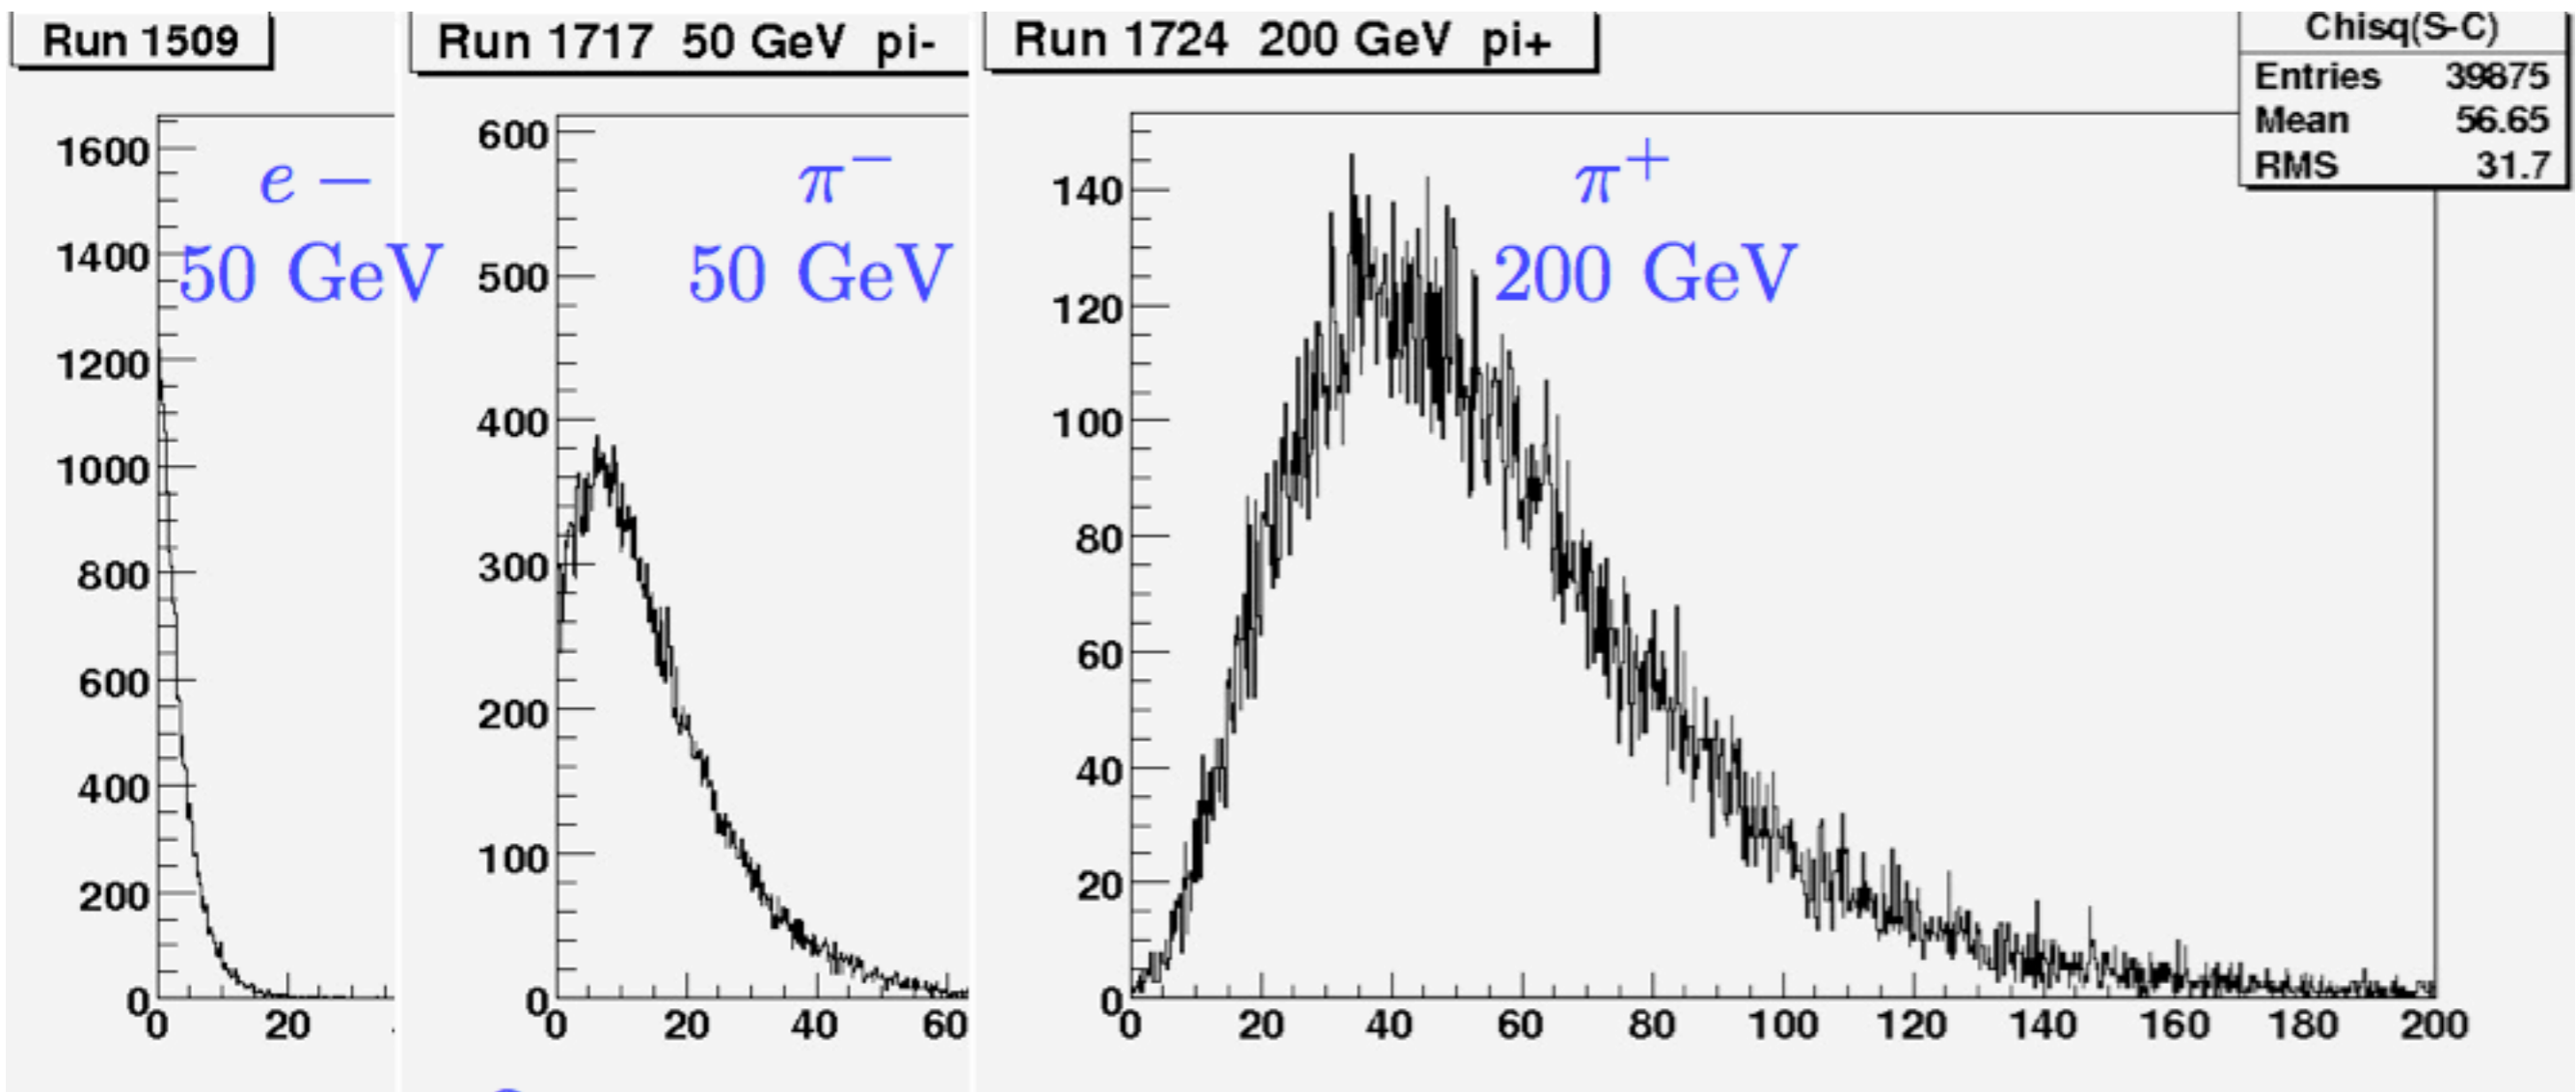 Run 1509
1600
1400
1200
1000
800
600
400
200
0
0 20
e −
50 GeV
Run 1717 50 GeV pi-
600
500
400
300
200
100
0
0 20 40 60
π−
50 GeV
Run 1724 200 GeV pi+
140
120
100
80
60
40
20
0
0 20 40 60 80 100 120 140 160 180 200
π+
200 GeV
Chisq(S-C)
Entries 39875
Mean 56.65
RMS 31.7